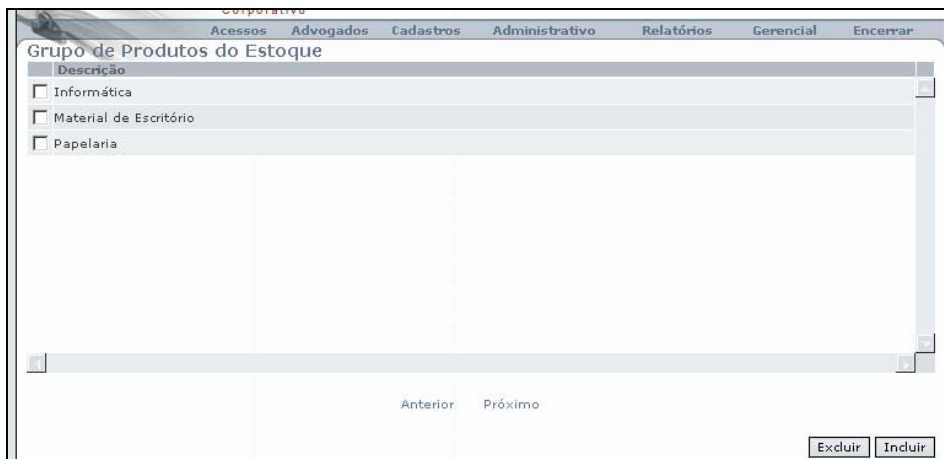 Corporativo
Acessos Advogados Cadastros Administrativo Relatórios Gerencial Encerrar
Grupo de Produtos do Estoque
Descrição
Informática
Material de Escritório
Papelaria
Anterior Próximo
Excluir Incluir